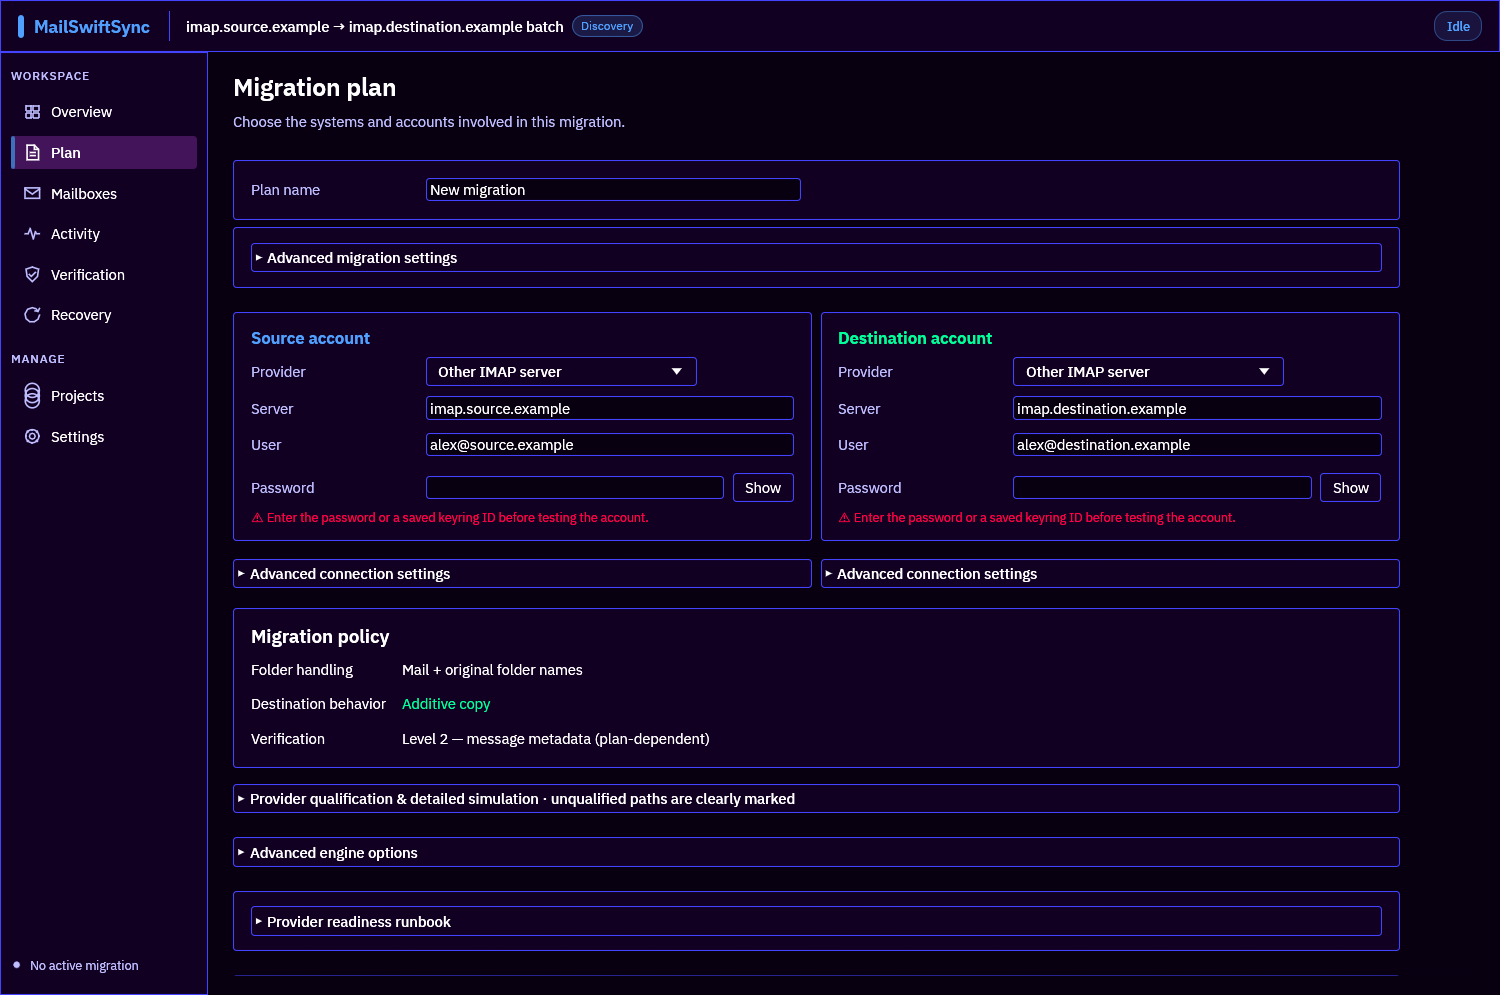 MailSwiftSync
imap.source.example → imap.destination.example batch
Discovery
Idle
WORKSPACE
Overview
Plan
Mailboxes
Activity
Verification
Recovery
MANAGE
Projects
Settings
No active migration
Migration plan
Choose the systems and accounts involved in this migration.
Plan name
New migration
▸ Advanced migration settings
Source account
Provider
Other IMAP server
Server
imap.source.example
User
alex@source.example
Password
Show
⚠ Enter the password or a saved keyring ID before testing the account.
Destination account
Provider
Other IMAP server
Server
imap.destination.example
User
alex@destination.example
Password
Show
⚠ Enter the password or a saved keyring ID before testing the account.
▸ Advanced connection settings
▸ Advanced connection settings
Migration policy
Folder handling
Mail + original folder names
Destination behavior
Additive copy
Verification
Level 2 — message metadata (plan-dependent)
▸ Provider qualification & detailed simulation · unqualified paths are clearly marked
▸ Advanced engine options
▸ Provider readiness runbook